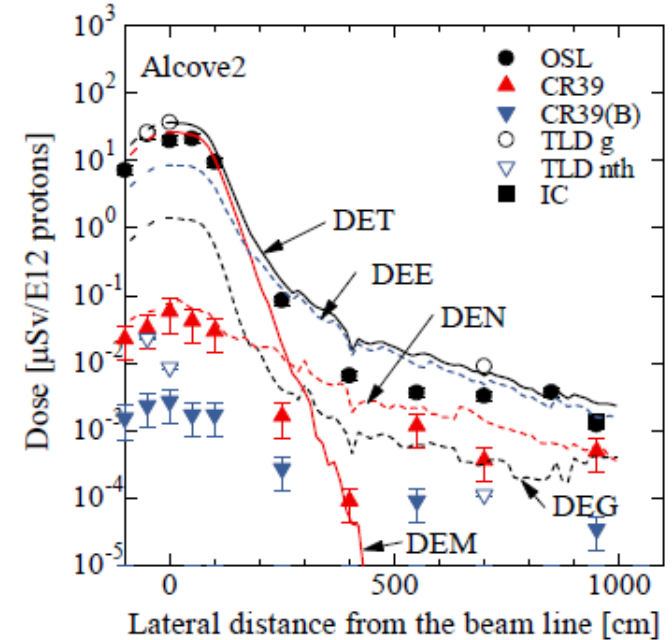 10³
10²
10¹
10⁰
10⁻¹
10⁻²
10⁻³
10⁻⁴
10⁻⁵
Dose [μSv/E12 protons]
Alcove2
OSL
CR39
CR39(B)
TLD g
TLD nth
IC
DET
DEE
DEN
DEG
DEM
0
500
1000
Lateral distance from the beam line [cm]